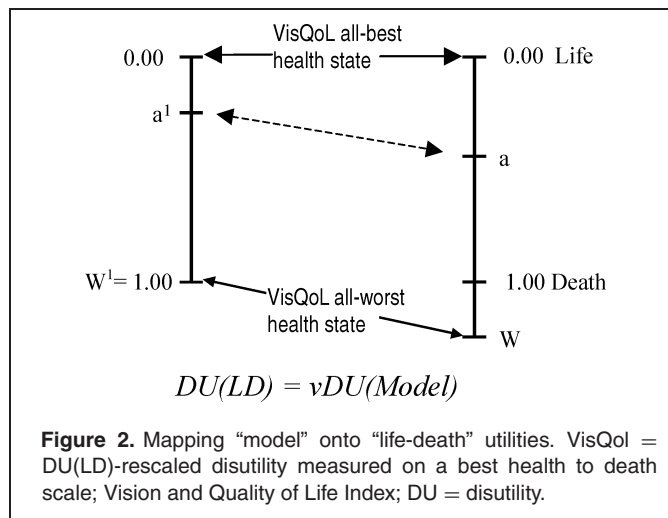 VisQoL all-best
health state
0.00
0.00 Life
a¹
a
W¹= 1.00
1.00 Death
VisQoL all-worst
health state
W
DU(LD) = vDU(Model)
Figure 2. Mapping “model” onto “life-death” utilities. VisQol =
DU(LD)-rescaled disutility measured on a best health to death
scale; Vision and Quality of Life Index; DU = disutility.